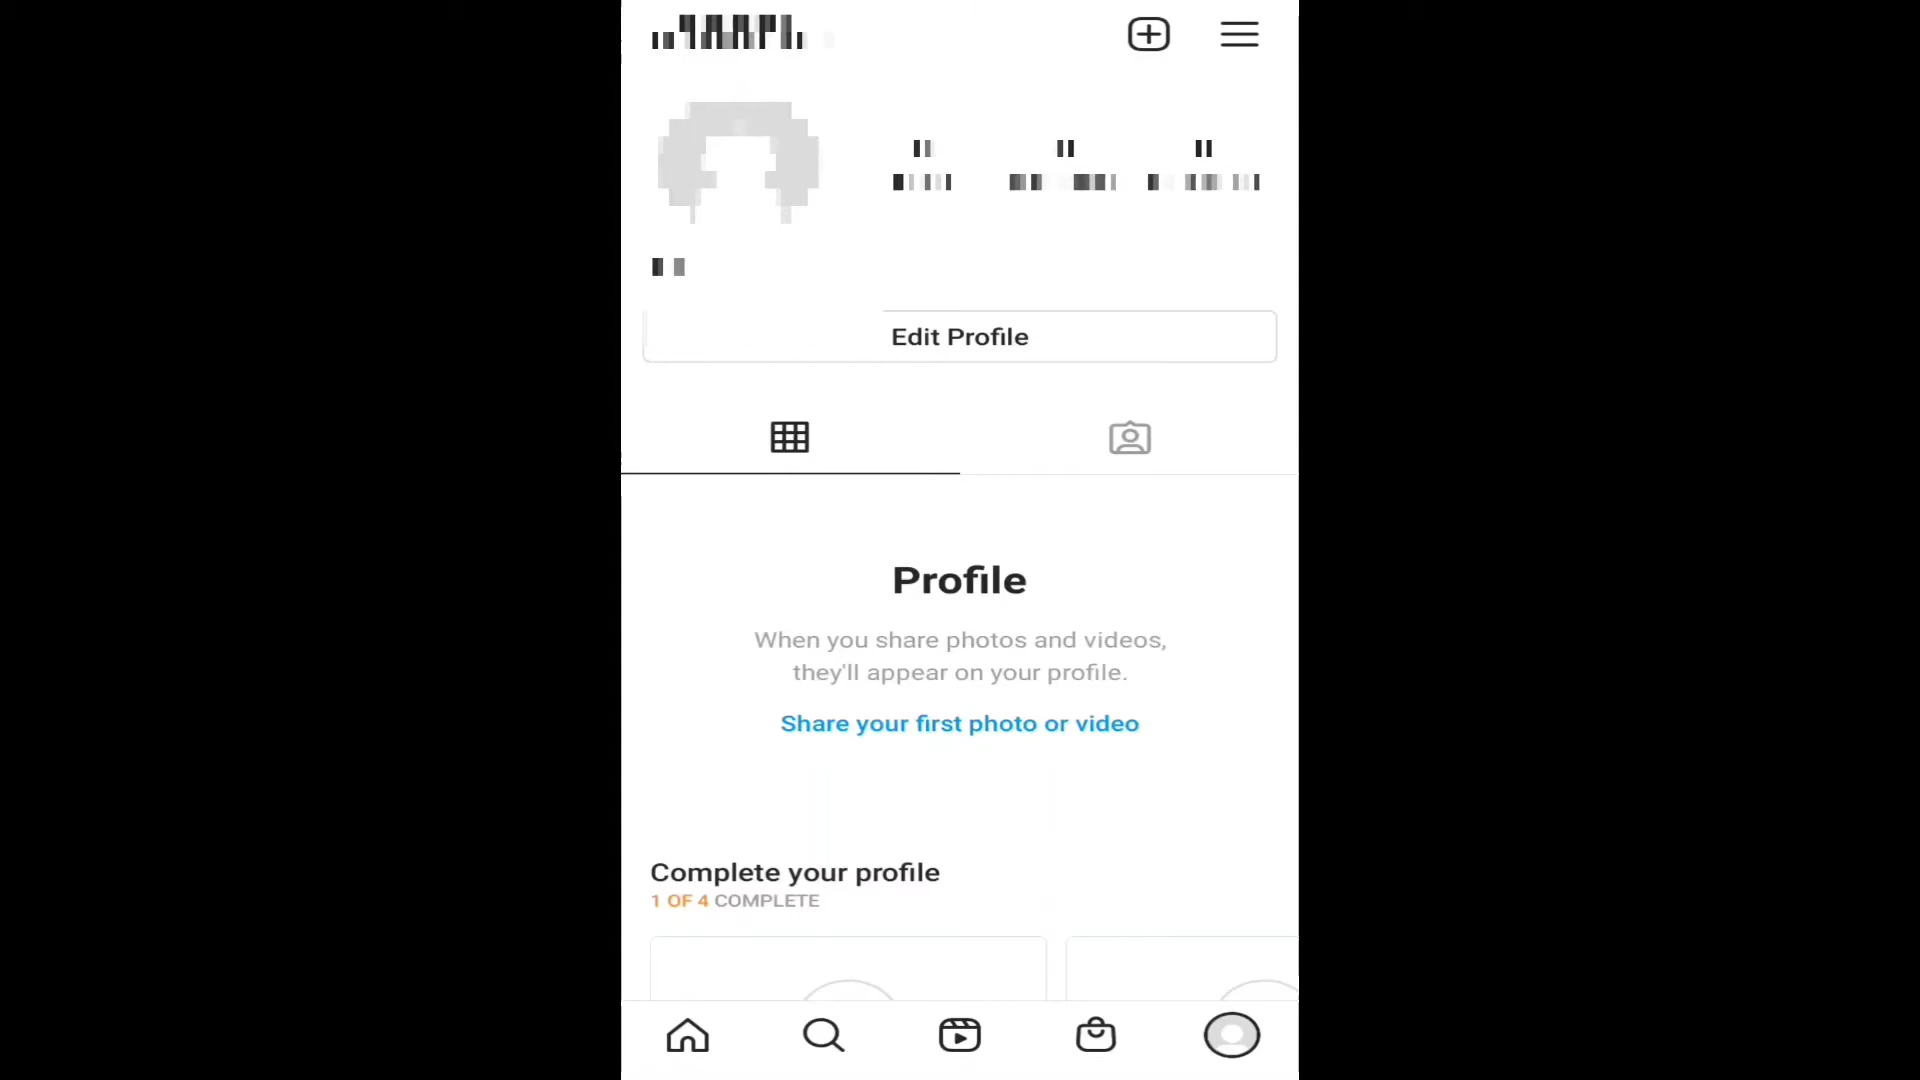 Edit Profile
Profile
When you share photos and videos,
they'll appear on your profile.
Share your first photo or video
Complete your profile
1 OF 4 COMPLETE